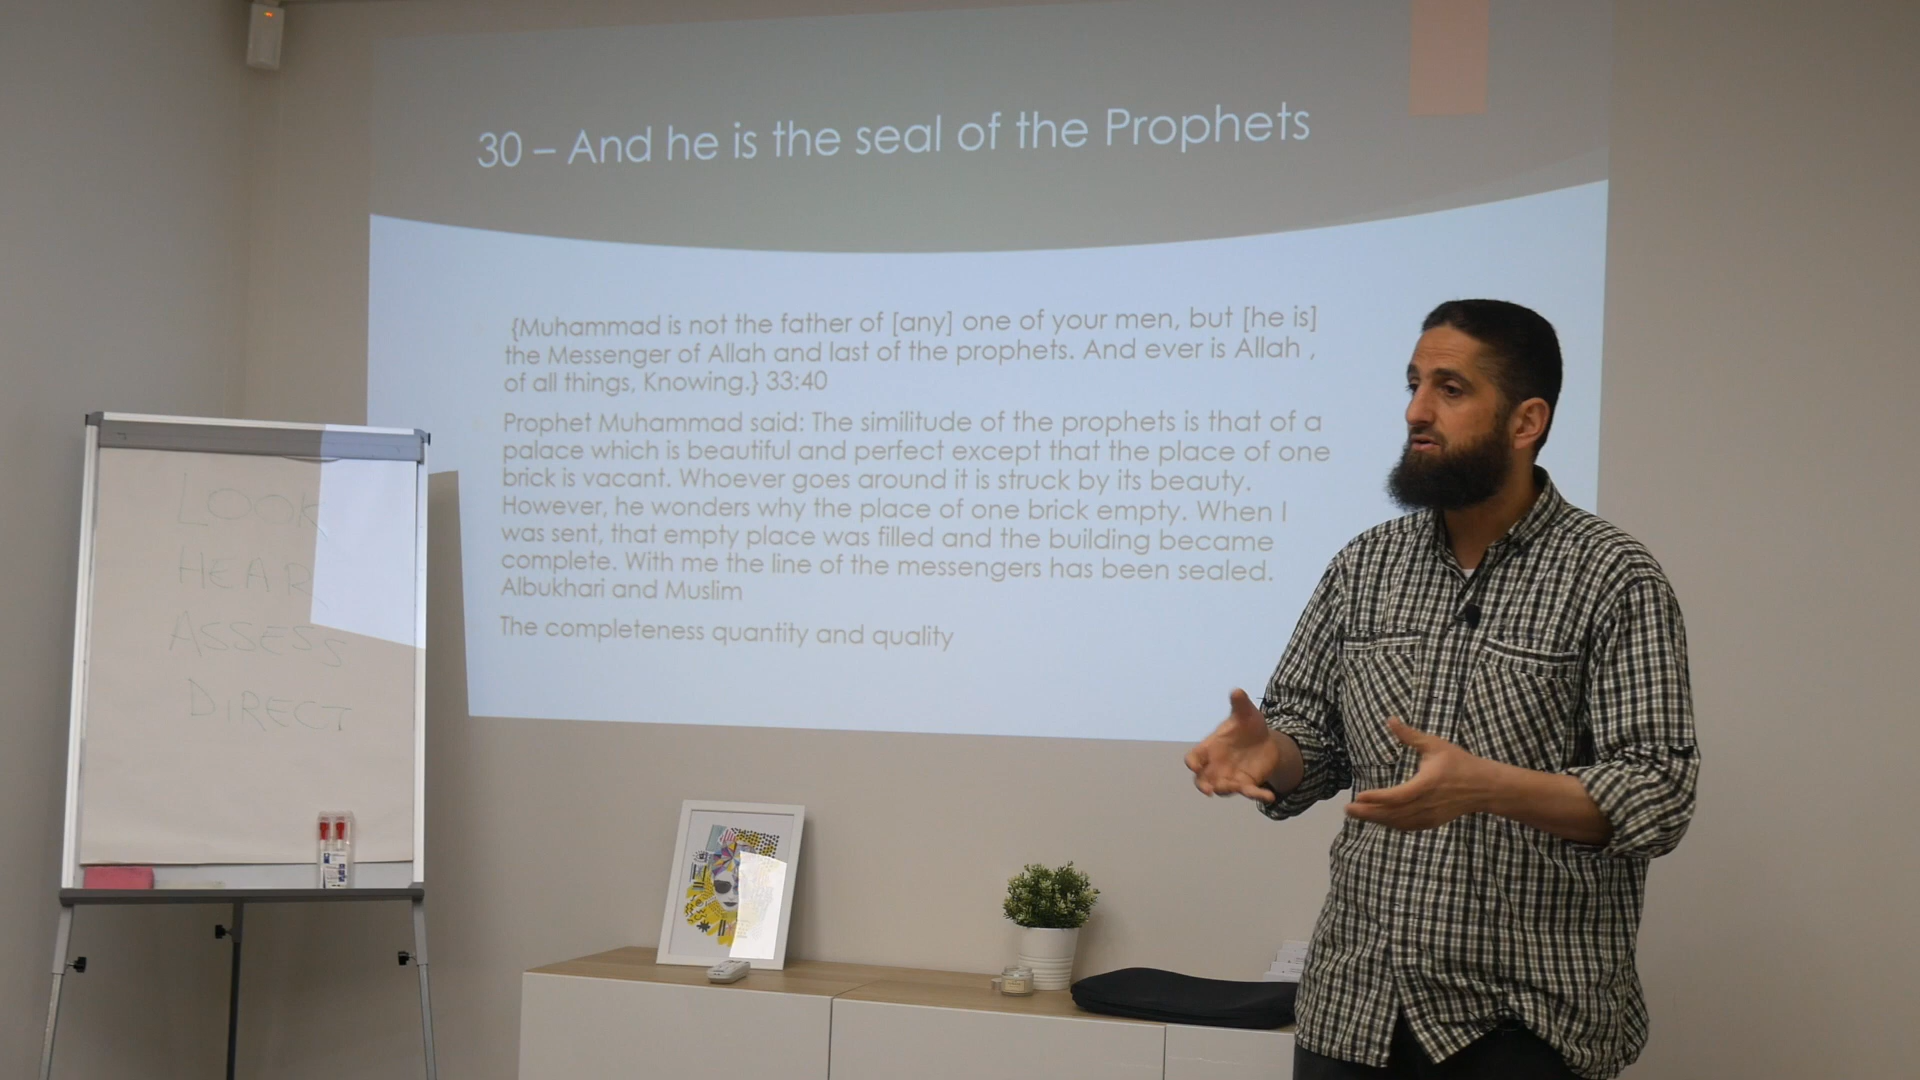 30 – And he is the seal of the Prophets
{Muhammad is not the father of [any] one of your men, but [he is]
the Messenger of Allah and last of the prophets. And ever is Allah ,
of all things, Knowing.} 33:40
Prophet Muhammad said: The similitude of the prophets is that of a
palace which is beautiful and perfect except that the place of one
brick is vacant. Whoever goes around it is struck by its beauty.
However, he wonders why the place of one brick empty. When I
was sent, that empty place was filled and the building became
complete. With me the line of the messengers has been sealed.
Albukhari and Muslim
The completeness quantity and quality
LOOK
HEAR
ASSESS
DIRECT